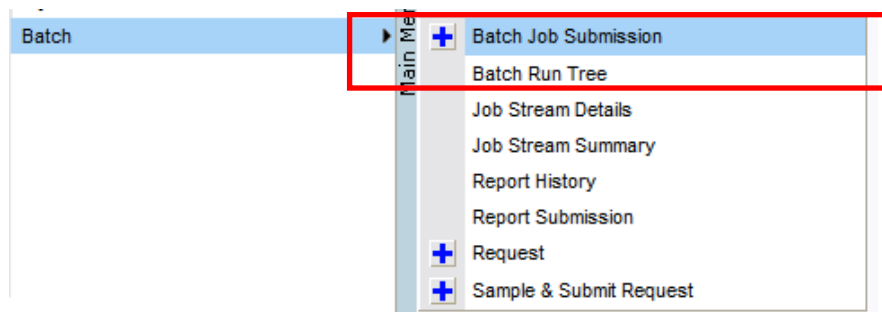 Batch
Main Mer
Batch Job Submission
Batch Run Tree
Job Stream Details
Job Stream Summary
Report History
Report Submission
Request
Sample & Submit Request